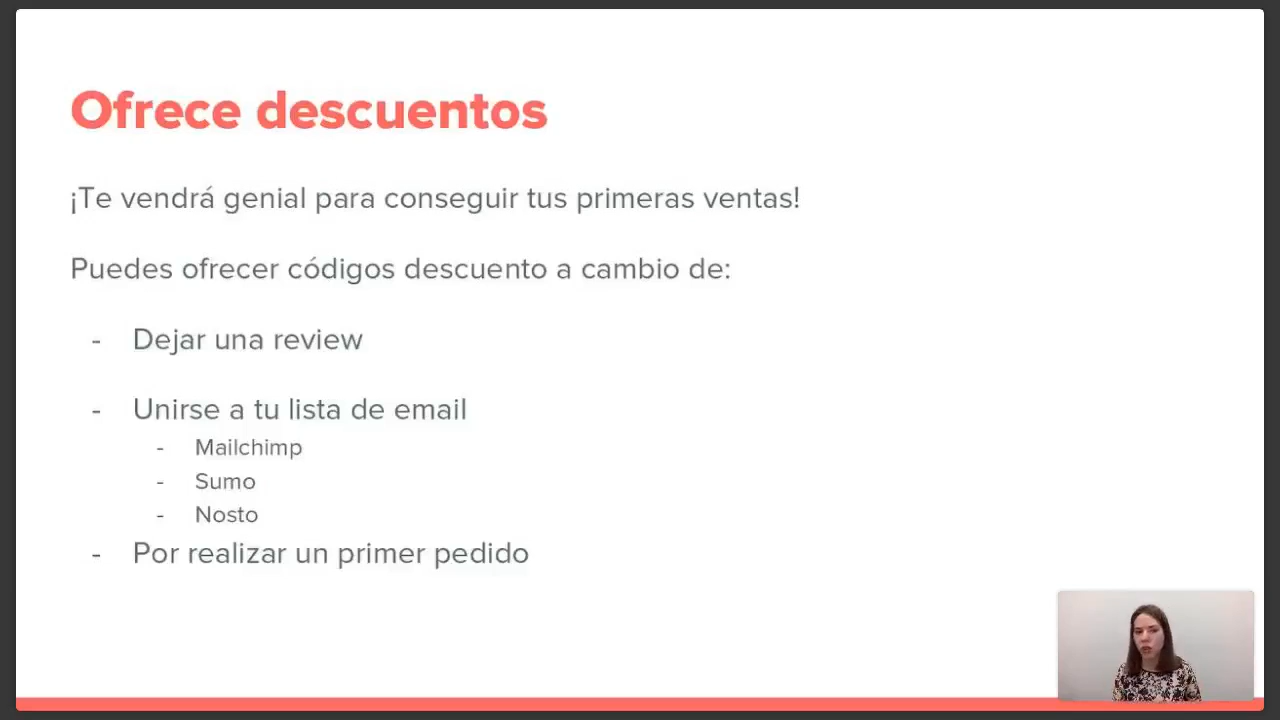 Ofrece descuentos
¡Te vendrá genial para conseguir tus primeras ventas!
Puedes ofrecer códigos descuento a cambio de:
- Dejar una review
- Unirse a tu lista de email
- Mailchimp
- Sumo
- Nosto
- Por realizar un primer pedido